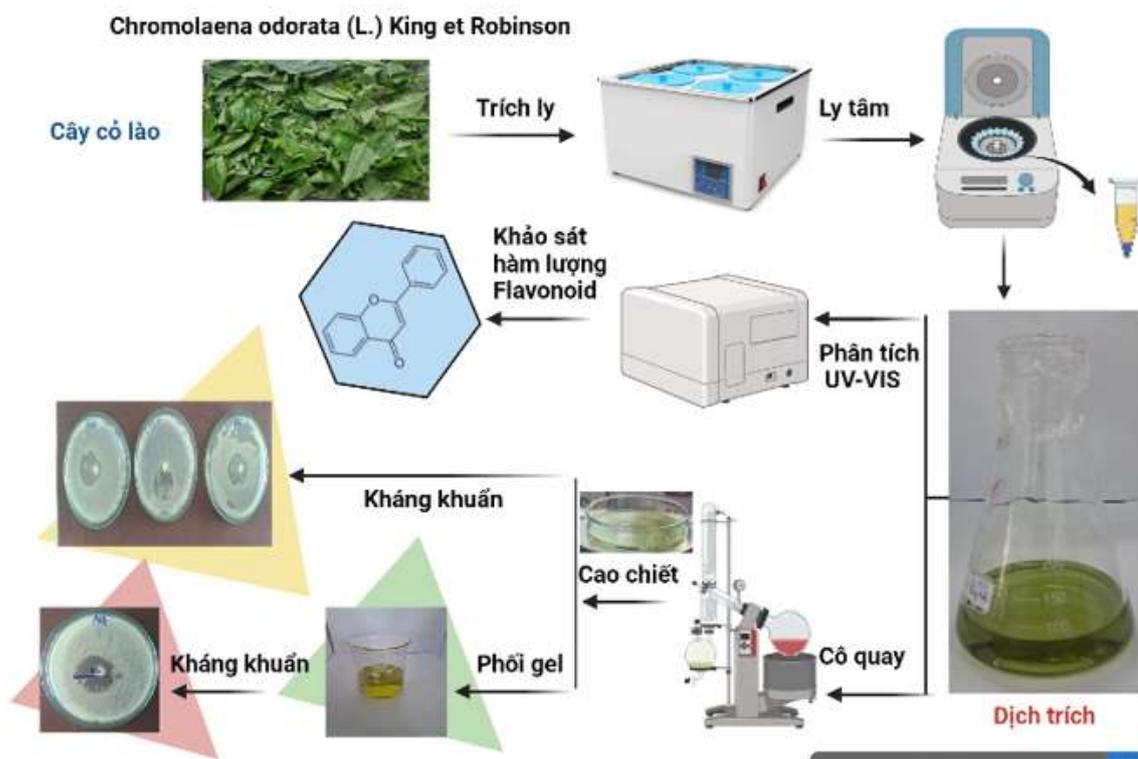 Chromolaena odorata (L.) King et Robinson
Cây cỏ lào
Trích ly
Ly tâm
Khảo sát
hàm lượng
Flavonoid
Phân tích
UV-VIS
Kháng khuẩn
Cao chiết
Kháng khuẩn
Phối gel
Cô quay
Dịch trích